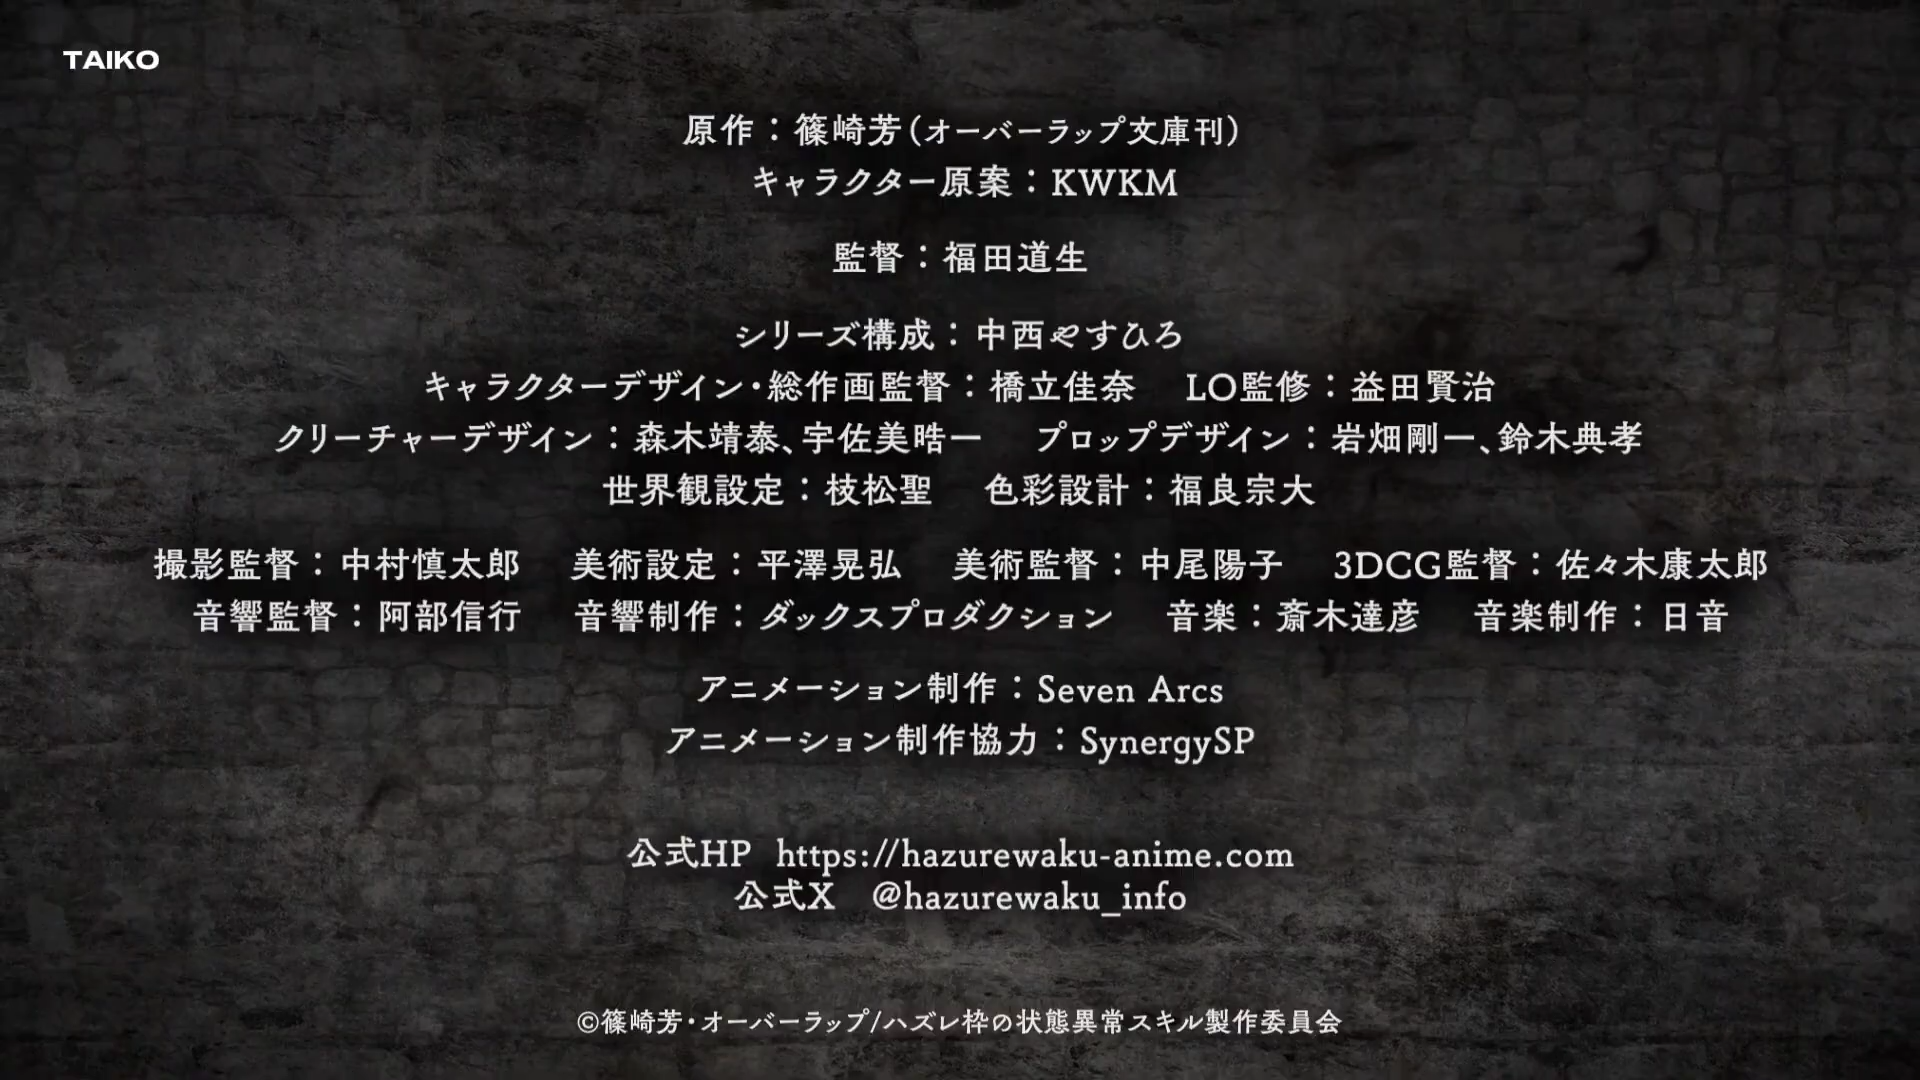 TAIKO
原作：篠崎芳（オーバーラップ文庫刊）
キャラクター原案：KWKM
監督：福田道生
シリーズ構成：中西やすひろ
キャラクターデザイン・総作画監督：橋立佳奈　LO監修：益田賢治
クリーチャーデザイン：森木靖泰、宇佐美皓一　プロップデザイン：岩畑剛一、鈴木典孝
世界観設定：枝松聖　色彩設計：福良宗大
撮影監督：中村慎太郎　美術設定：平澤晃弘　美術監督：中尾陽子　3DCG監督：佐々木康太郎
音響監督：阿部信行　音響制作：ダックスプロダクション　音楽：斎木達彦　音楽制作：日音
アニメーション制作：Seven Arcs
アニメーション制作協力：SynergySP
公式HP https://hazurewaku-anime.com
公式X @hazurewaku_info
©篠崎芳・オーバーラップ/ハズレ枠の状態異常スキル製作委員会